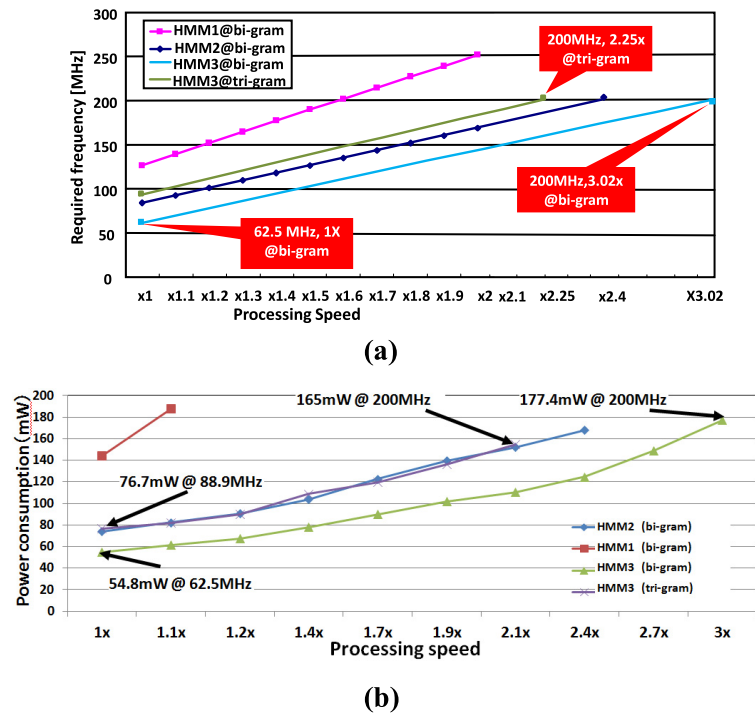 300
250
200
150
100
50
0
Required frequency [MHz]
HMM1@bi-gram
HMM2@bi-gram
HMM3@bi-gram
HMM3@tri-gram
200MHz, 2.25x
@tri-gram
200MHz,3.02x
@bi-gram
62.5 MHz, 1X
@bi-gram
x1 x1.1 x1.2 x1.3 x1.4 x1.5 x1.6 x1.7 x1.8 x1.9 x2 x2.1 x2.25 x2.4 X3.02
Processing Speed
(a)
200
180
160
140
120
100
80
60
40
20
0
Power consumption (mW)
165mW @ 200MHz
177.4mW @ 200MHz
76.7mW @ 88.9MHz
54.8mW @ 62.5MHz
HMM2 (bi-gram)
HMM1 (bi-gram)
HMM3 (bi-gram)
HMM3 (tri-gram)
1x 1.1x 1.2x 1.4x 1.7x 1.9x 2.1x 2.4x 2.7x 3x
Processing speed
(b)